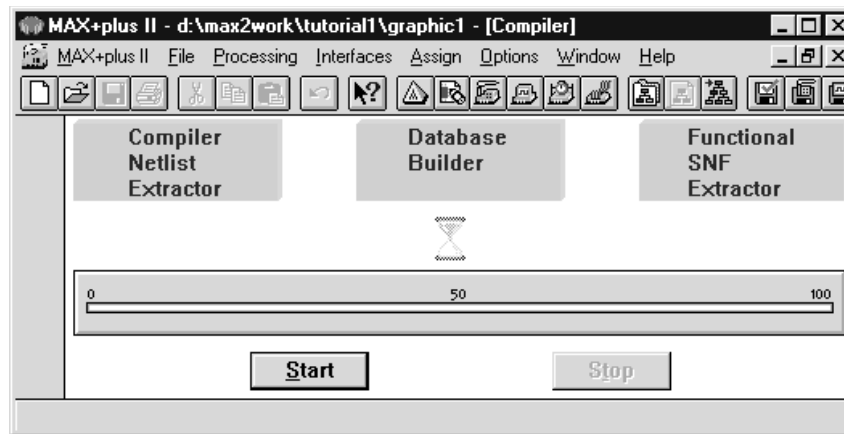 MAX+plus II - d:\max2work\tutorial1\graphic1 - [Compiler]
MAX+plus II File Processing Interfaces Assign Options Window Help
Compiler
Netlist
Extractor
Database
Builder
Functional
SNF
Extractor
0 50 100
Start Stop